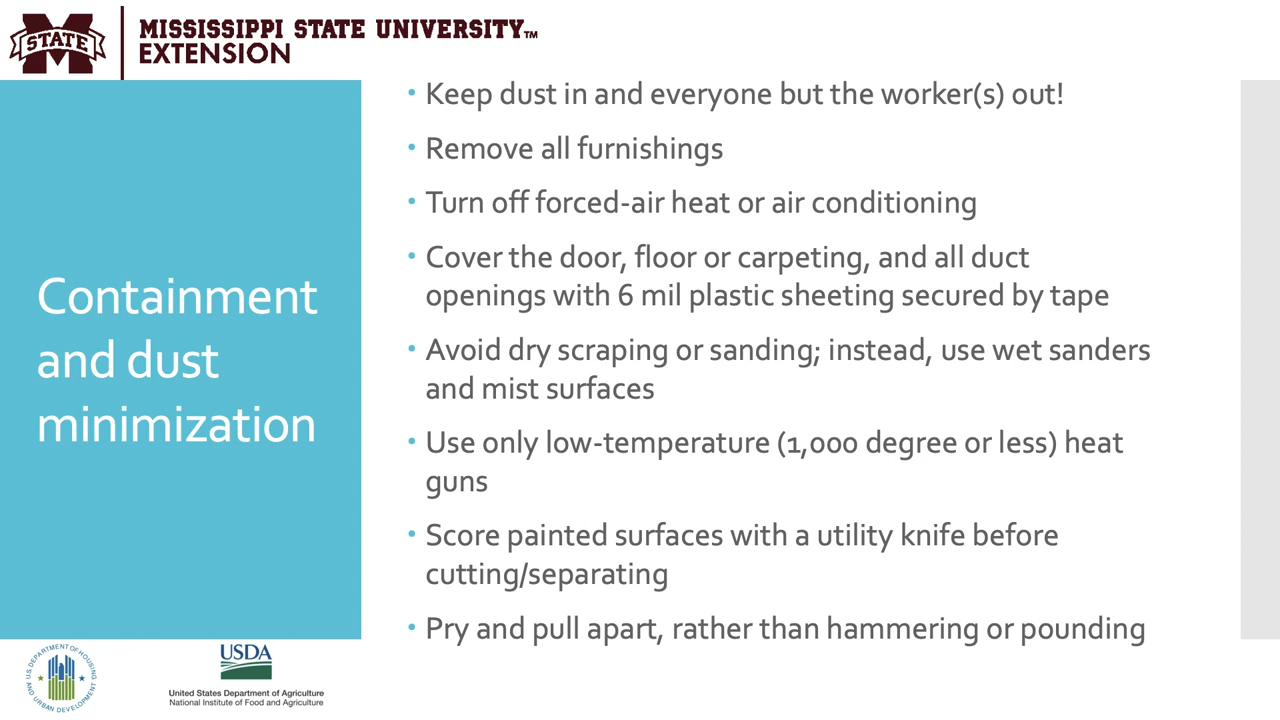 STATE
MISSISSIPPI STATE UNIVERSITY™
EXTENSION
Containment
and dust
minimization
• Keep dust in and everyone but the worker(s) out!
• Remove all furnishings
• Turn off forced-air heat or air conditioning
• Cover the door, floor or carpeting, and all duct
openings with 6 mil plastic sheeting secured by tape
• Avoid dry scraping or sanding; instead, use wet sanders
and mist surfaces
• Use only low-temperature (1,000 degree or less) heat
guns
• Score painted surfaces with a utility knife before
cutting/separating
• Pry and pull apart, rather than hammering or pounding
U.S. DEPARTMENT OF HOUSING
AND URBAN DEVELOPMENT
USDA
United States Department of Agriculture
National Institute of Food and Agriculture